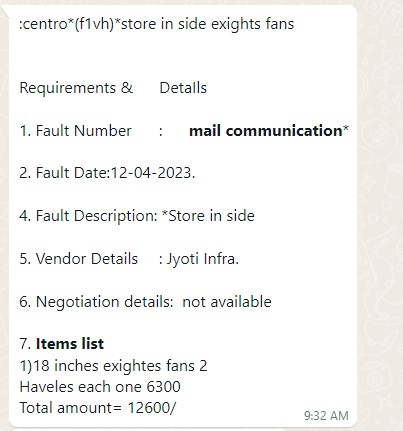 :centro*(f1vh)*store in side exights fans
Requirements & Details
1. Fault Number : mail communication*
2. Fault Date:12-04-2023.
4. Fault Description: *Store in side
5. Vendor Details : Jyoti Infra.
6. Negotiation details: not available
7. Items list
1)18 inches exightes fans 2
Haveles each one 6300
Total amount= 12600/
9:32 AM